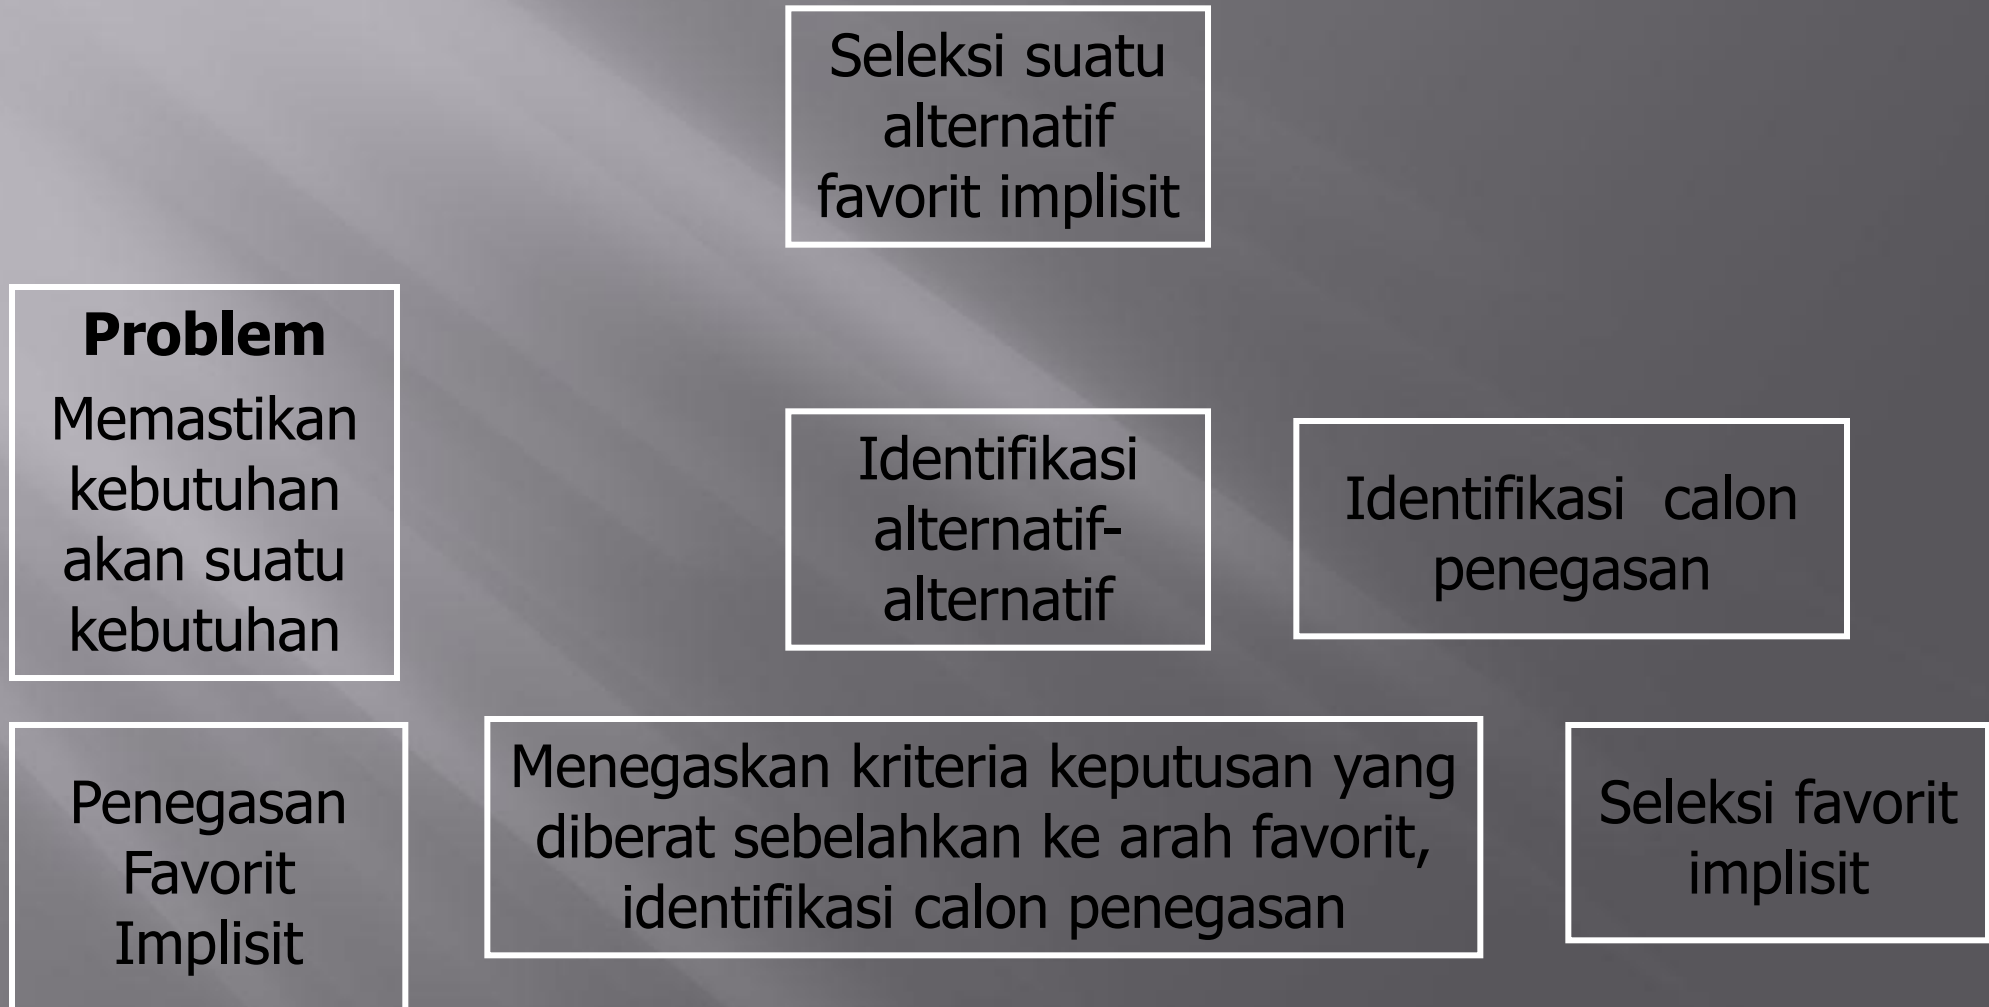 Seleksi suatu
alternatif
favorit implisit
Problem
Memastikan
kebutuhan
akan suatu
kebutuhan
Identifikasi
alternatif-
alternatif
Identifikasi calon
penegasan
Penegasan
Favorit
Implisit
Menegaskan kriteria keputusan yang
diberat sebelahkan ke arah favorit,
identifikasi calon penegasan
Seleksi favorit
implisit